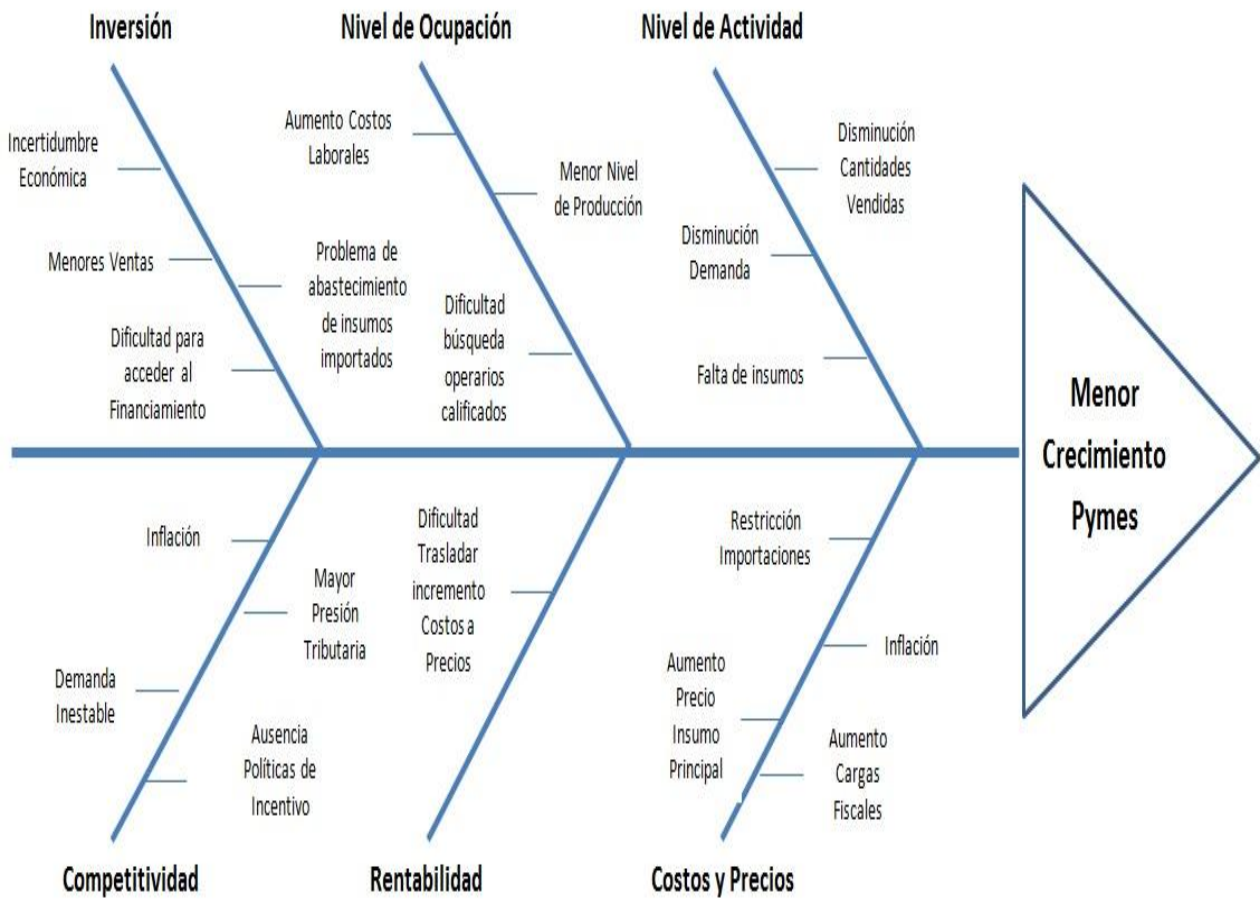 Inversión
Nivel de Ocupación
Nivel de Actividad
Incertidumbre
Económica
Menores Ventas
Problema de
abastecimiento
de insumos
importados
Dificultad para
acceder al
Financiamiento
Aumento Costos
Laborales
Menor Nivel
de Producción
Dificultad
búsqueda
operarios
calificados
Disminución
Cantidades
Vendidas
Disminución
Demanda
Falta de insumos
Menor
Crecimiento
Pymes
Inflación
Mayor
Presión
Tributaria
Demanda
Inestable
Ausencia
Políticas de
Incentivo
Dificultad
Trasladar
incremento
Costos a
Precios
Restricción
Importaciones
Inflación
Aumento
Precio
Insumo
Principal
Aumento
Cargas
Fiscales
Competitividad
Rentabilidad
Costos y Precios